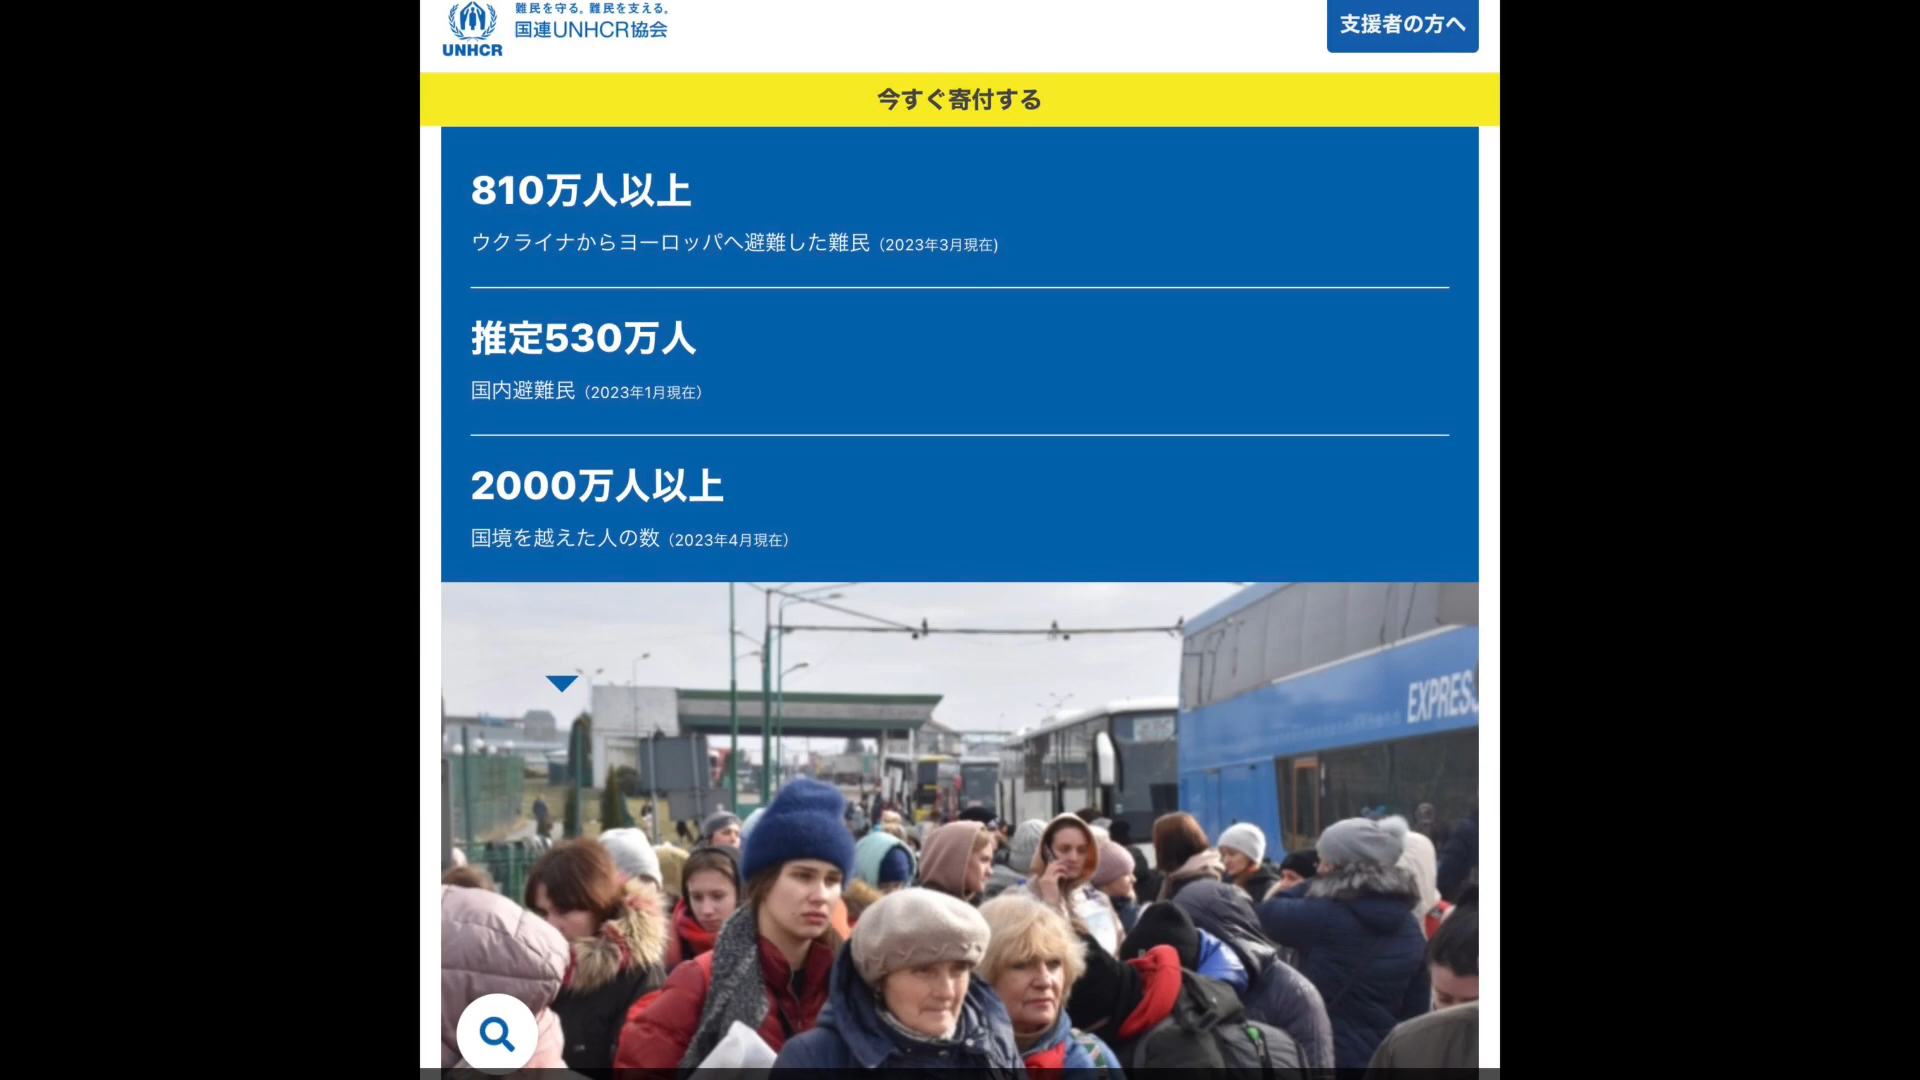 難民を守る。難民を支える。
国連UNHCR協会
UNHCR
支援者の方へ
今すぐ寄付する
810万人以上
ウクライナからヨーロッパへ避難した難民（2023年3月現在)
推定530万人
国内避難民（2023年1月現在）
2000万人以上
国境を越えた人の数（2023年4月現在）
EXPRES